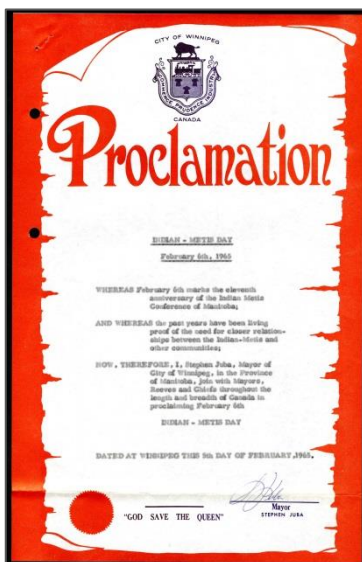 CITY OF WINNIPEG
COMMERCE PRUDENCE INDUSTRY
CANADA
Proclamation
INDIAN - METIS DAY
February 6th, 1965
WHEREAS February 6th marks the eleventh
anniversary of the Indian Metis
Conference of Manitoba;
AND WHEREAS the past years have been living
proof of the need for closer relation-
ships between the Indian-Metis and
other communities;
NOW, THEREFORE, I, Stephen Juba, Mayor of
City of Winnipeg, in the Province
of Manitoba, join with Mayors,
Reeves and Chiefs throughout the
length and breadth of Canada in
proclaiming February 6th
INDIAN - METIS DAY
DATED AT WINNIPEG THIS 5th DAY OF FEBRUARY, 1965.
"GOD SAVE THE QUEEN"
Mayor
STEPHEN JUBA